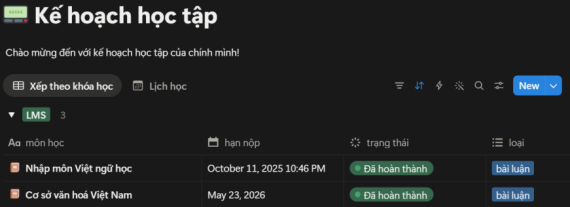 Kế hoạch học tập
Chào mừng đến với kế hoạch học tập của chính mình!
Xếp theo khóa học Lịch học New
LMS 3
Aa môn học hạn nộp trạng thái loại
Nhập môn Việt ngữ học October 11, 2025 10:46 PM Đã hoàn thành bài luận
Cơ sở văn hoá Việt Nam May 23, 2026 Đã hoàn thành bài luận